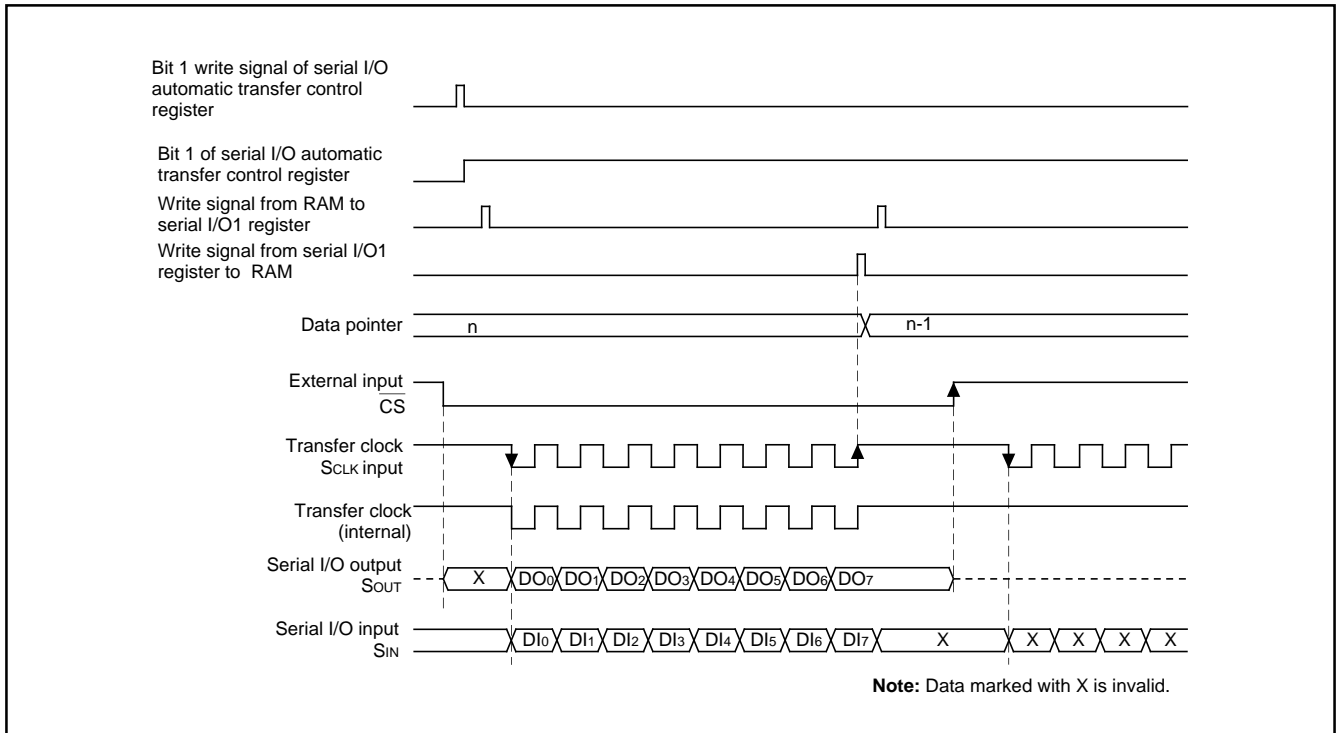 Bit 1 write signal of serial I/O
automatic transfer control
register
Bit 1 of serial I/O automatic
transfer control register
Write signal from RAM to
serial I/O1 register
Write signal from serial I/O1
register to RAM
Data pointer
n
n-1
External input
CS
Transfer clock
SCLK input
Transfer clock
(internal)
Serial I/O output
SOUT
X DO0 DO1 DO2 DO3 DO4 DO5 DO6 DO7
Serial I/O input
SIN
DI0 DI1 DI2 DI3 DI4 DI5 DI6 DI7 X X X X X
Note: Data marked with X is invalid.